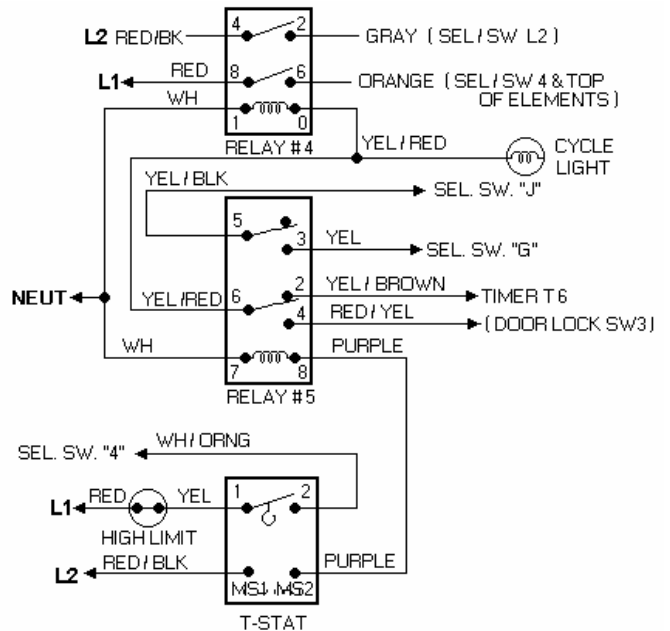 4 2
L2 RED/BK GRAY ( SEL/SW L2 )
RED 8 6
L1 ORANGE ( SEL/SW 4 & TOP
OF ELEMENTS )
WH
1 0
RELAY #4 YEL/RED CYCLE
LIGHT
YEL/BLK
SEL. SW. "J"
5 3 YEL
SEL. SW. "G"
NEUT YEL/RED 6 2 YEL/BROWN
TIMER T6
4 RED/YEL
(DOOR LOCK SW3)
WH PURPLE
7 8
RELAY #5
SEL. SW. "4" WH/ORNG
L1 RED YEL 1 2
HIGH LIMIT
L2 RED/BLK PURPLE
MS1 MS2
T-STAT